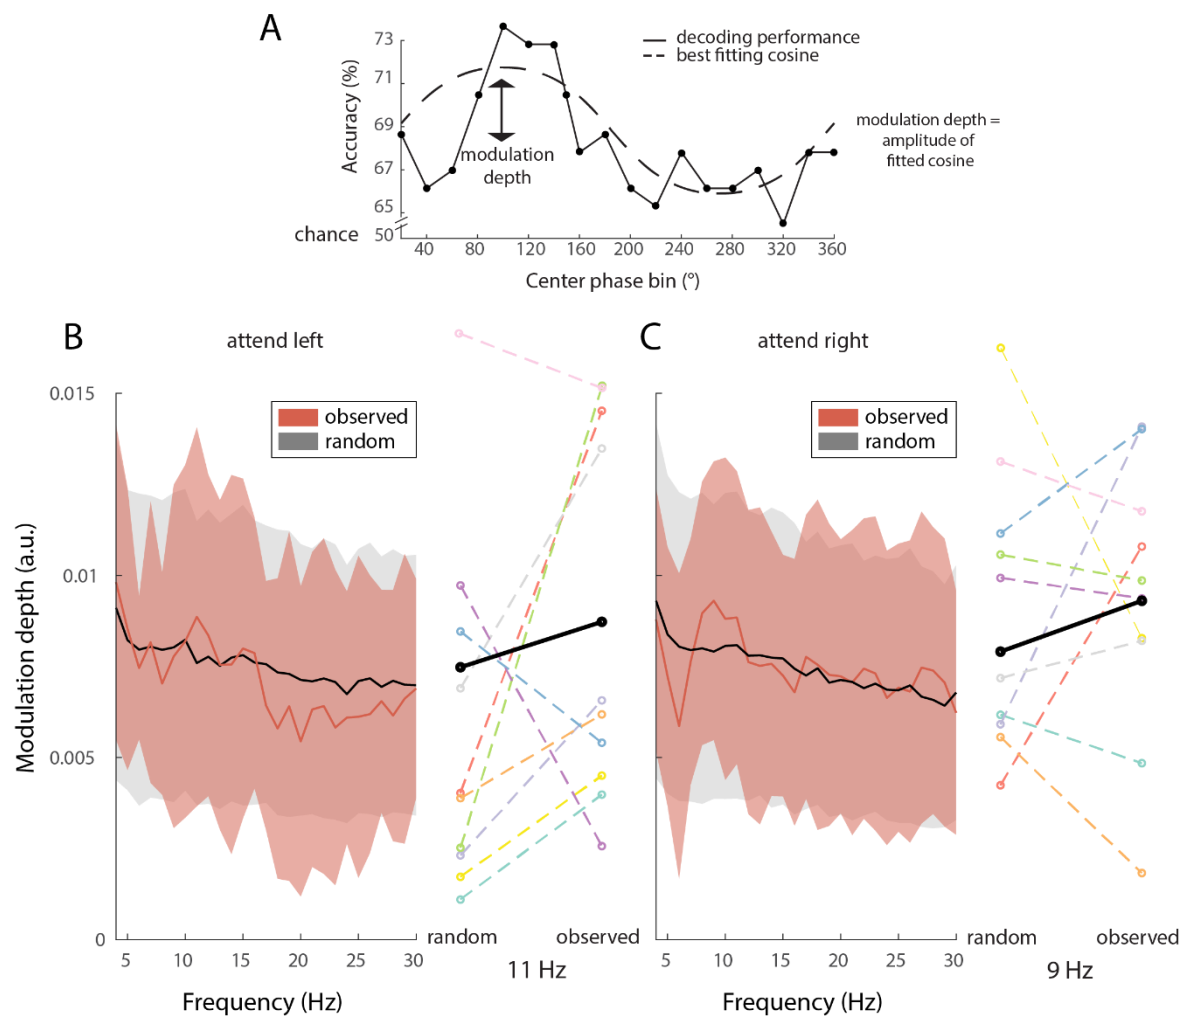 A
73
71
69
67
65
50
Accuracy (%)
chance
decoding performance
best fitting cosine
modulation
depth
modulation depth =
amplitude of
fitted cosine
40 80 120 160 200 240 280 320 360
Center phase bin (°)
B
attend left
observed
random
0.015
0.01
0.005
0
Modulation depth (a.u.)
5 10 15 20 25 30
Frequency (Hz)
random observed
11 Hz
C
attend right
observed
random
5 10 15 20 25 30
Frequency (Hz)
random observed
9 Hz